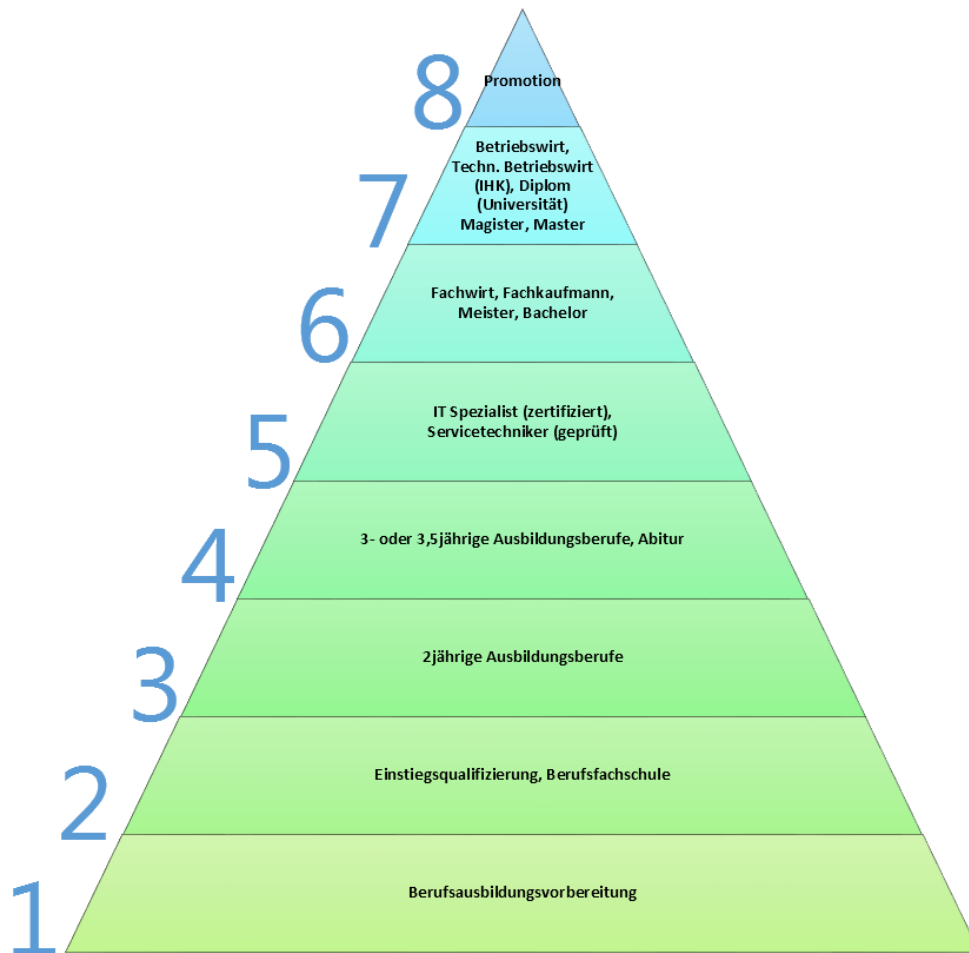 8
Promotion
7
Betriebswirt,
Techn. Betriebswirt
(IHK), Diplom
(Universität)
Magister, Master
6
Fachwirt, Fachkaufmann,
Meister, Bachelor
5
IT Spezialist (zertifiziert),
Servicetechniker (geprüft)
4
3- oder 3,5jährige Ausbildungsberufe, Abitur
3
2jährige Ausbildungsberufe
2
Einstiegsqualifizierung, Berufsfachschule
1
Berufsausbildungsvorbereitung